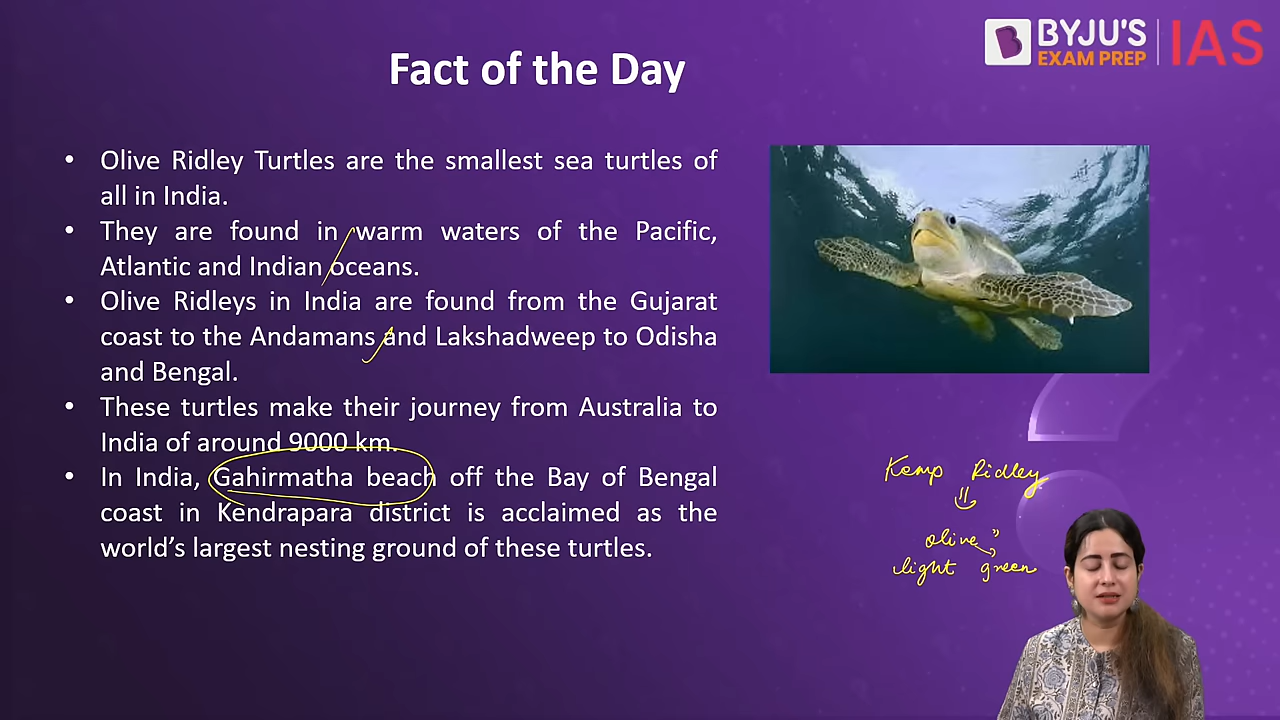 BYJU'S
EXAM PREP
IAS
Fact of the Day
• Olive Ridley Turtles are the smallest sea turtles of
all in India.
• They are found in warm waters of the Pacific,
Atlantic and Indian oceans.
• Olive Ridleys in India are found from the Gujarat
coast to the Andamans and Lakshadweep to Odisha
and Bengal.
• These turtles make their journey from Australia to
India of around 9000 km.
• In India, Gahirmatha beach off the Bay of Bengal
coast in Kendrapara district is acclaimed as the
world's largest nesting ground of these turtles.
Kemp Ridley
olive"
light green